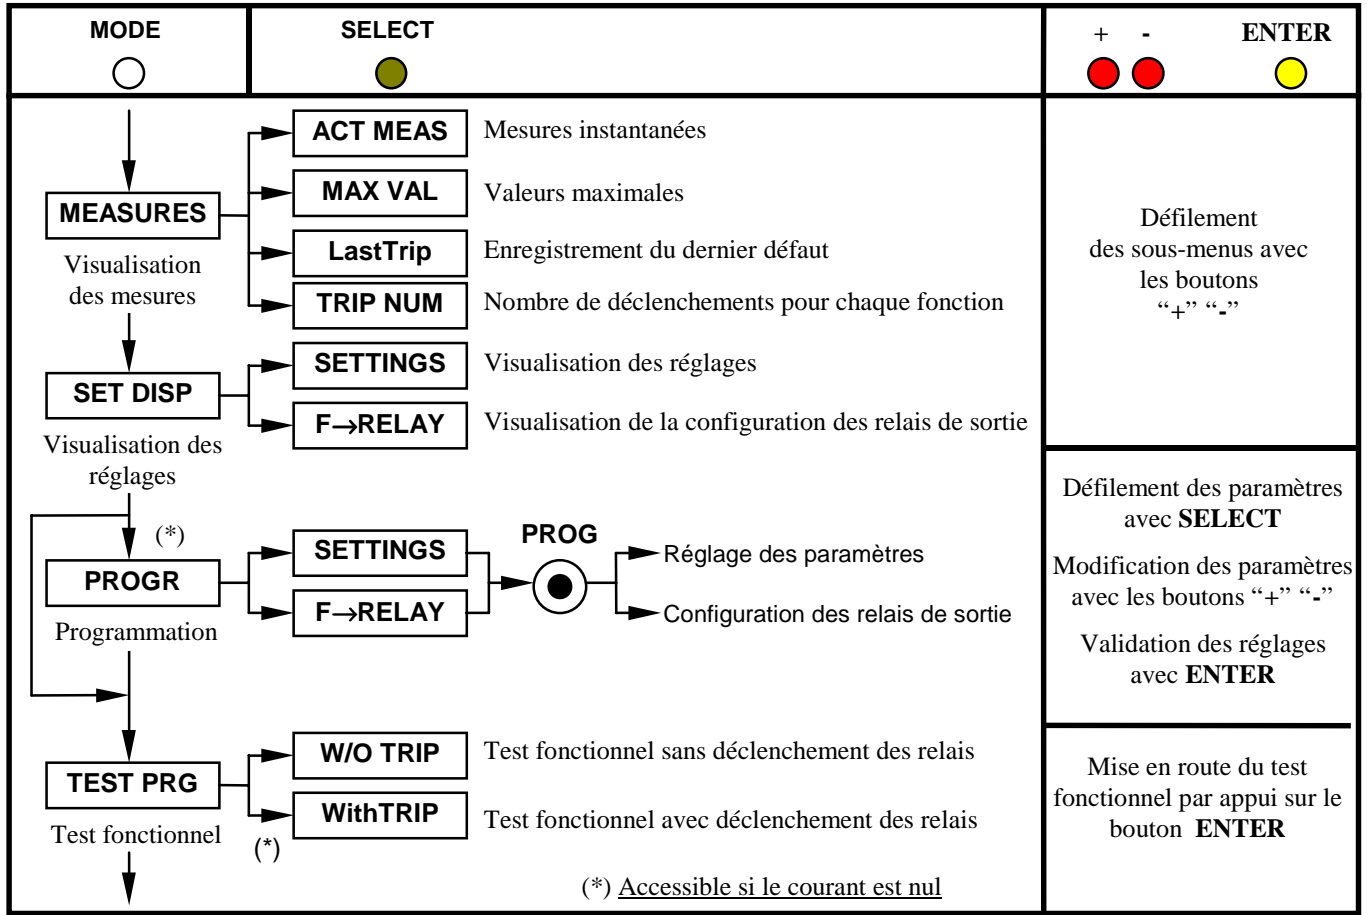 MODE
SELECT
+ -
ENTER
ACT MEAS
Mesures instantanées
MAX VAL
Valeurs maximales
MEASURES
Visualisation
des mesures
LastTrip
Enregistrement du dernier défaut
TRIP NUM
Nombre de déclenchements pour chaque fonction
Défilement
des sous-menus avec
les boutons
“+” “-”
SETTINGS
Visualisation des réglages
SET DISP
Visualisation des
réglages
F→RELAY
Visualisation de la configuration des relais de sortie
(*)
PROGR
Programmation
SETTINGS
F→RELAY
PROG
Réglage des paramètres
Configuration des relais de sortie
Défilement des paramètres
avec SELECT
Modification des paramètres
avec les boutons “+” “-”
Validation des réglages
avec ENTER
W/O TRIP
Test fonctionnel sans déclenchement des relais
TEST PRG
Test fonctionnel
WithTRIP
Test fonctionnel avec déclenchement des relais
(*)
Mise en route du test
fonctionnel par appui sur le
bouton ENTER
(*) Accessible si le courant est nul